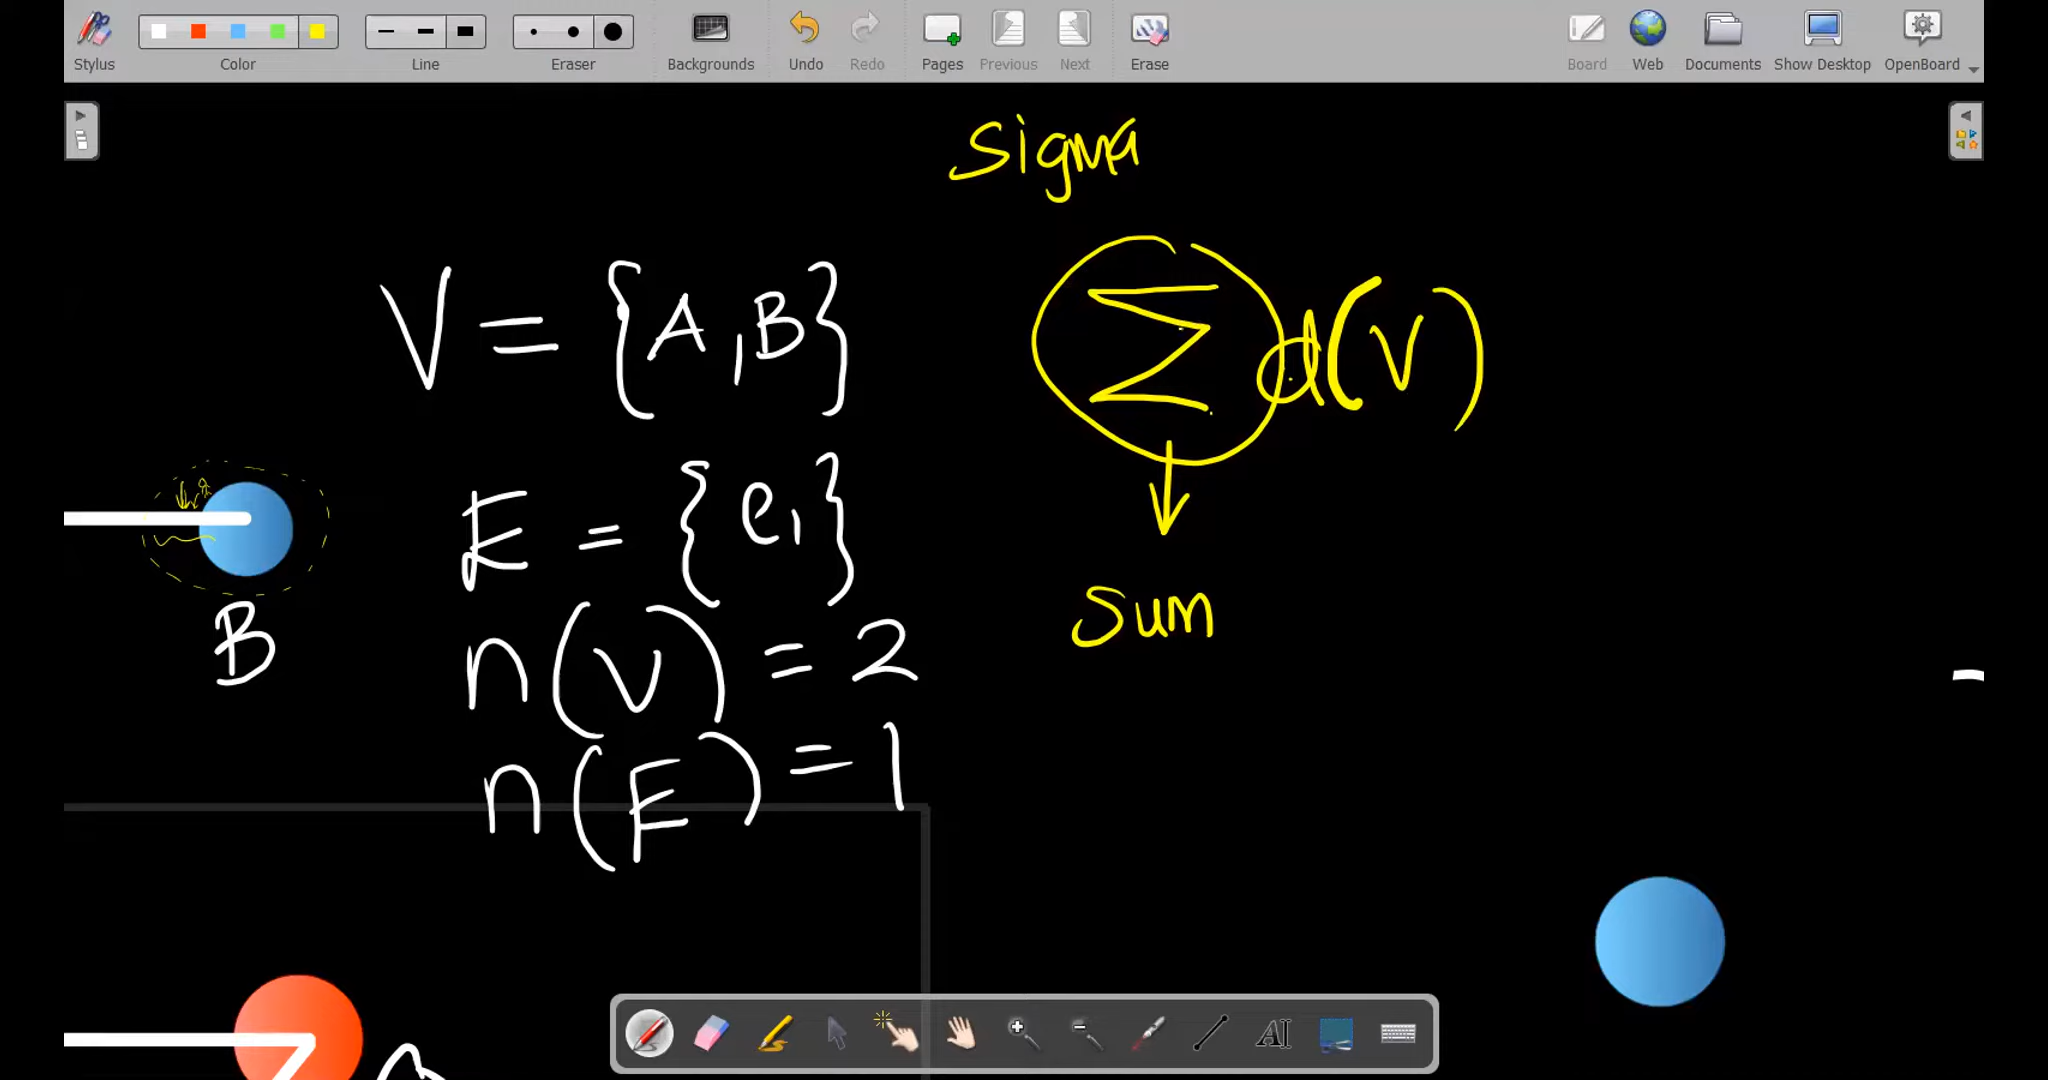 Stylus Color Line Eraser Backgrounds Undo Redo Pages Previous Next Erase Board Web Documents Show Desktop OpenBoard
Sigma
V = {A,B}
∑ d(V)
E = {e1}
sum
B
n(V) = 2
n(E) = 1
AI